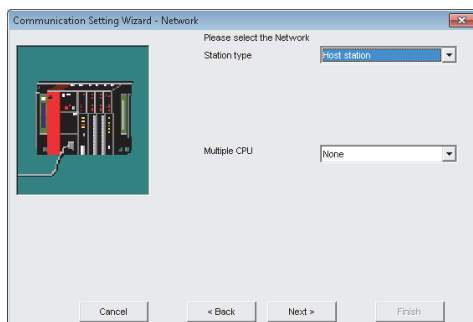 Communication Setting Wizard - Network
Please select the Network
Station type
Host station
Multiple CPU
None
Cancel
< Back
Next >
Finish